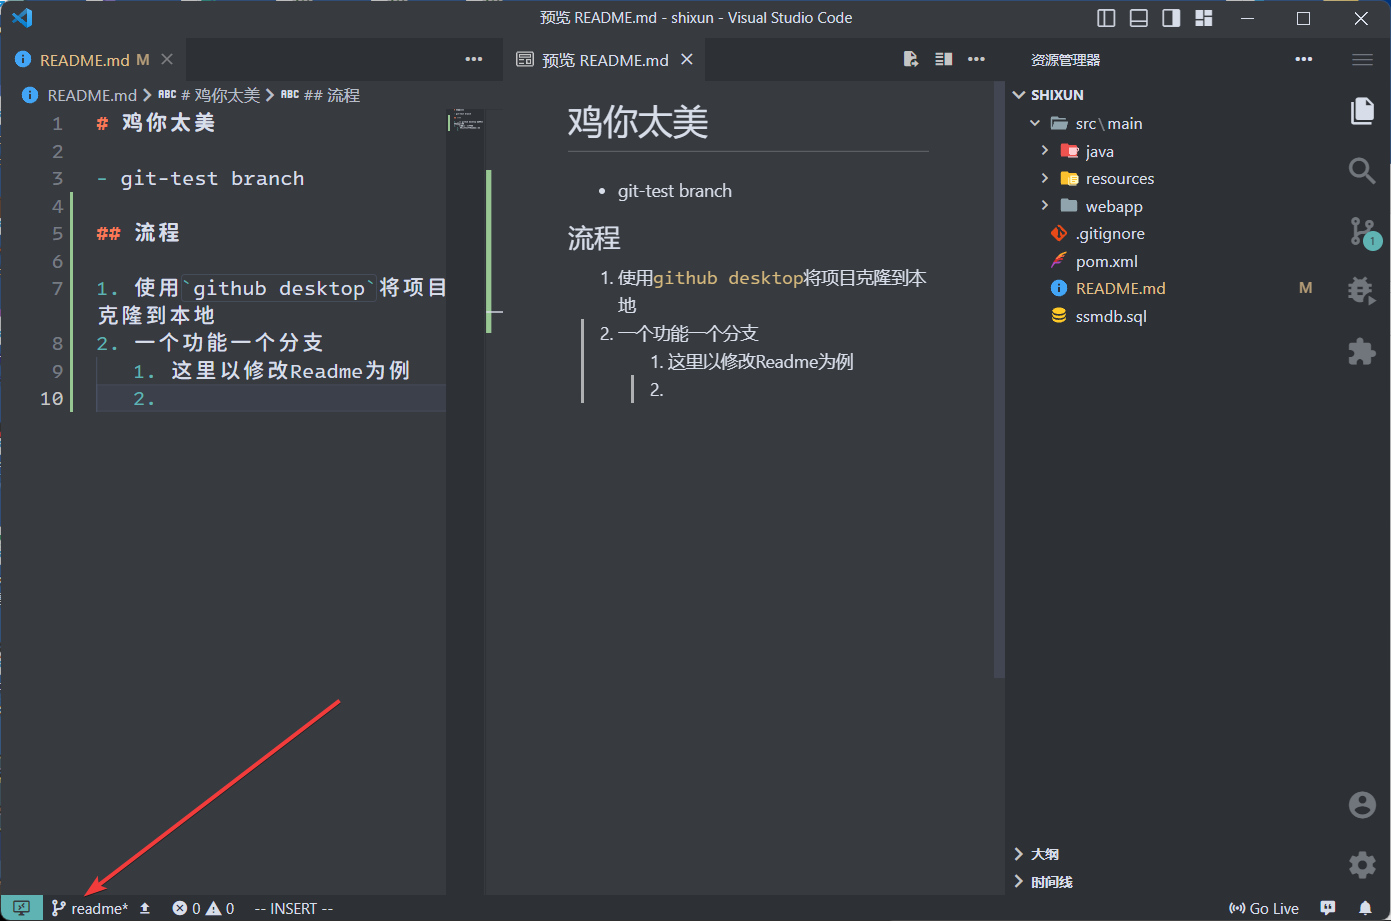 预览 README.md - shixun - Visual Studio Code
README.md M
预览 README.md
资源管理器
README.md > ABC # 鸡你太美 > ABC ## 流程
1 # 鸡你太美
2
3 - git-test branch
4
5 ## 流程
6
7 1. 使用`github desktop`将项目
克隆到本地
8 2. 一个功能一个分支
9 1. 这里以修改Readme为例
10 2.
鸡你太美
• git-test branch
流程
1. 使用github desktop将项目克隆到本
地
2. 一个功能一个分支
1. 这里以修改Readme为例
2.
SHIXUN
src\main
java
resources
webapp
.gitignore
pom.xml
README.md M
ssmdb.sql
1
大纲
时间线
readme* 0 0 -- INSERT -- Go Live